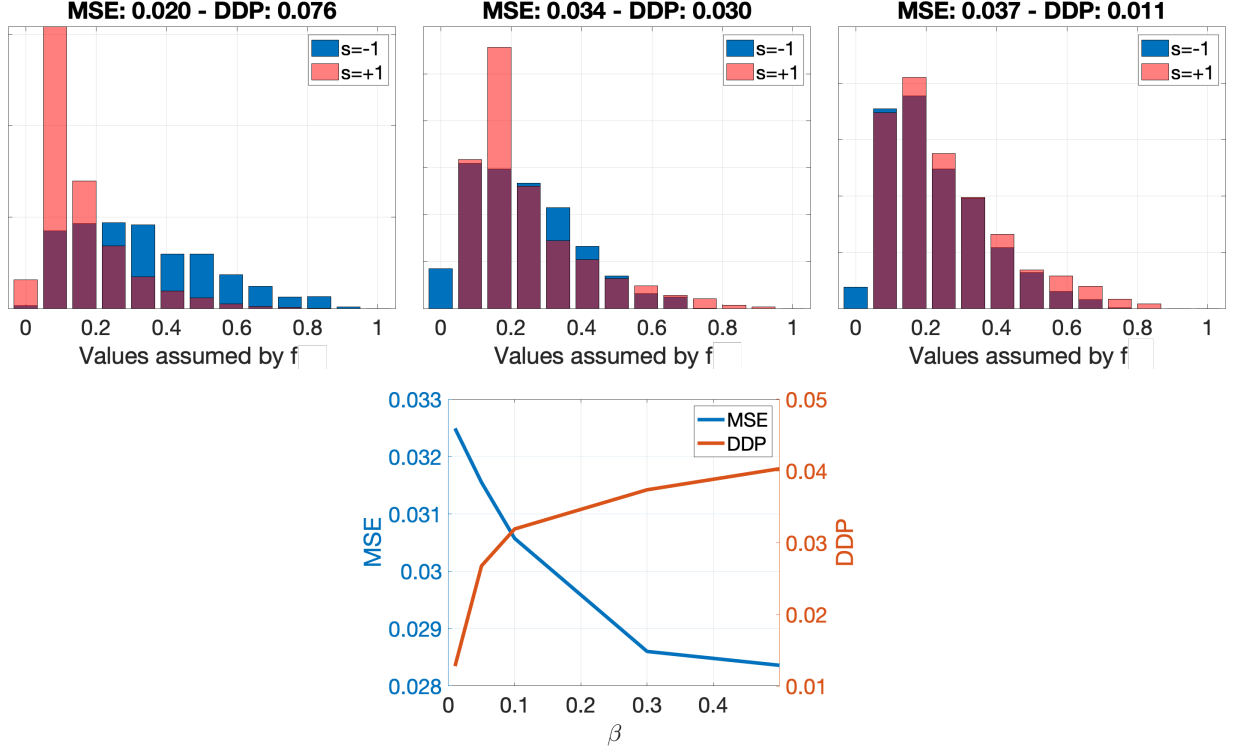 MSE: 0.020 - DDP: 0.076
s=-1
s=+1
0 0.2 0.4 0.6 0.8 1
Values assumed by f
MSE: 0.034 - DDP: 0.030
s=-1
s=+1
0 0.2 0.4 0.6 0.8 1
Values assumed by f
MSE: 0.037 - DDP: 0.011
s=-1
s=+1
0 0.2 0.4 0.6 0.8 1
Values assumed by f
0.033
0.032
0.031
0.03
0.029
0.028
MSE
MSE
DDP
0.05
0.04
0.03
0.02
0.01
DDP
0 0.1 0.2 0.3 0.4
β